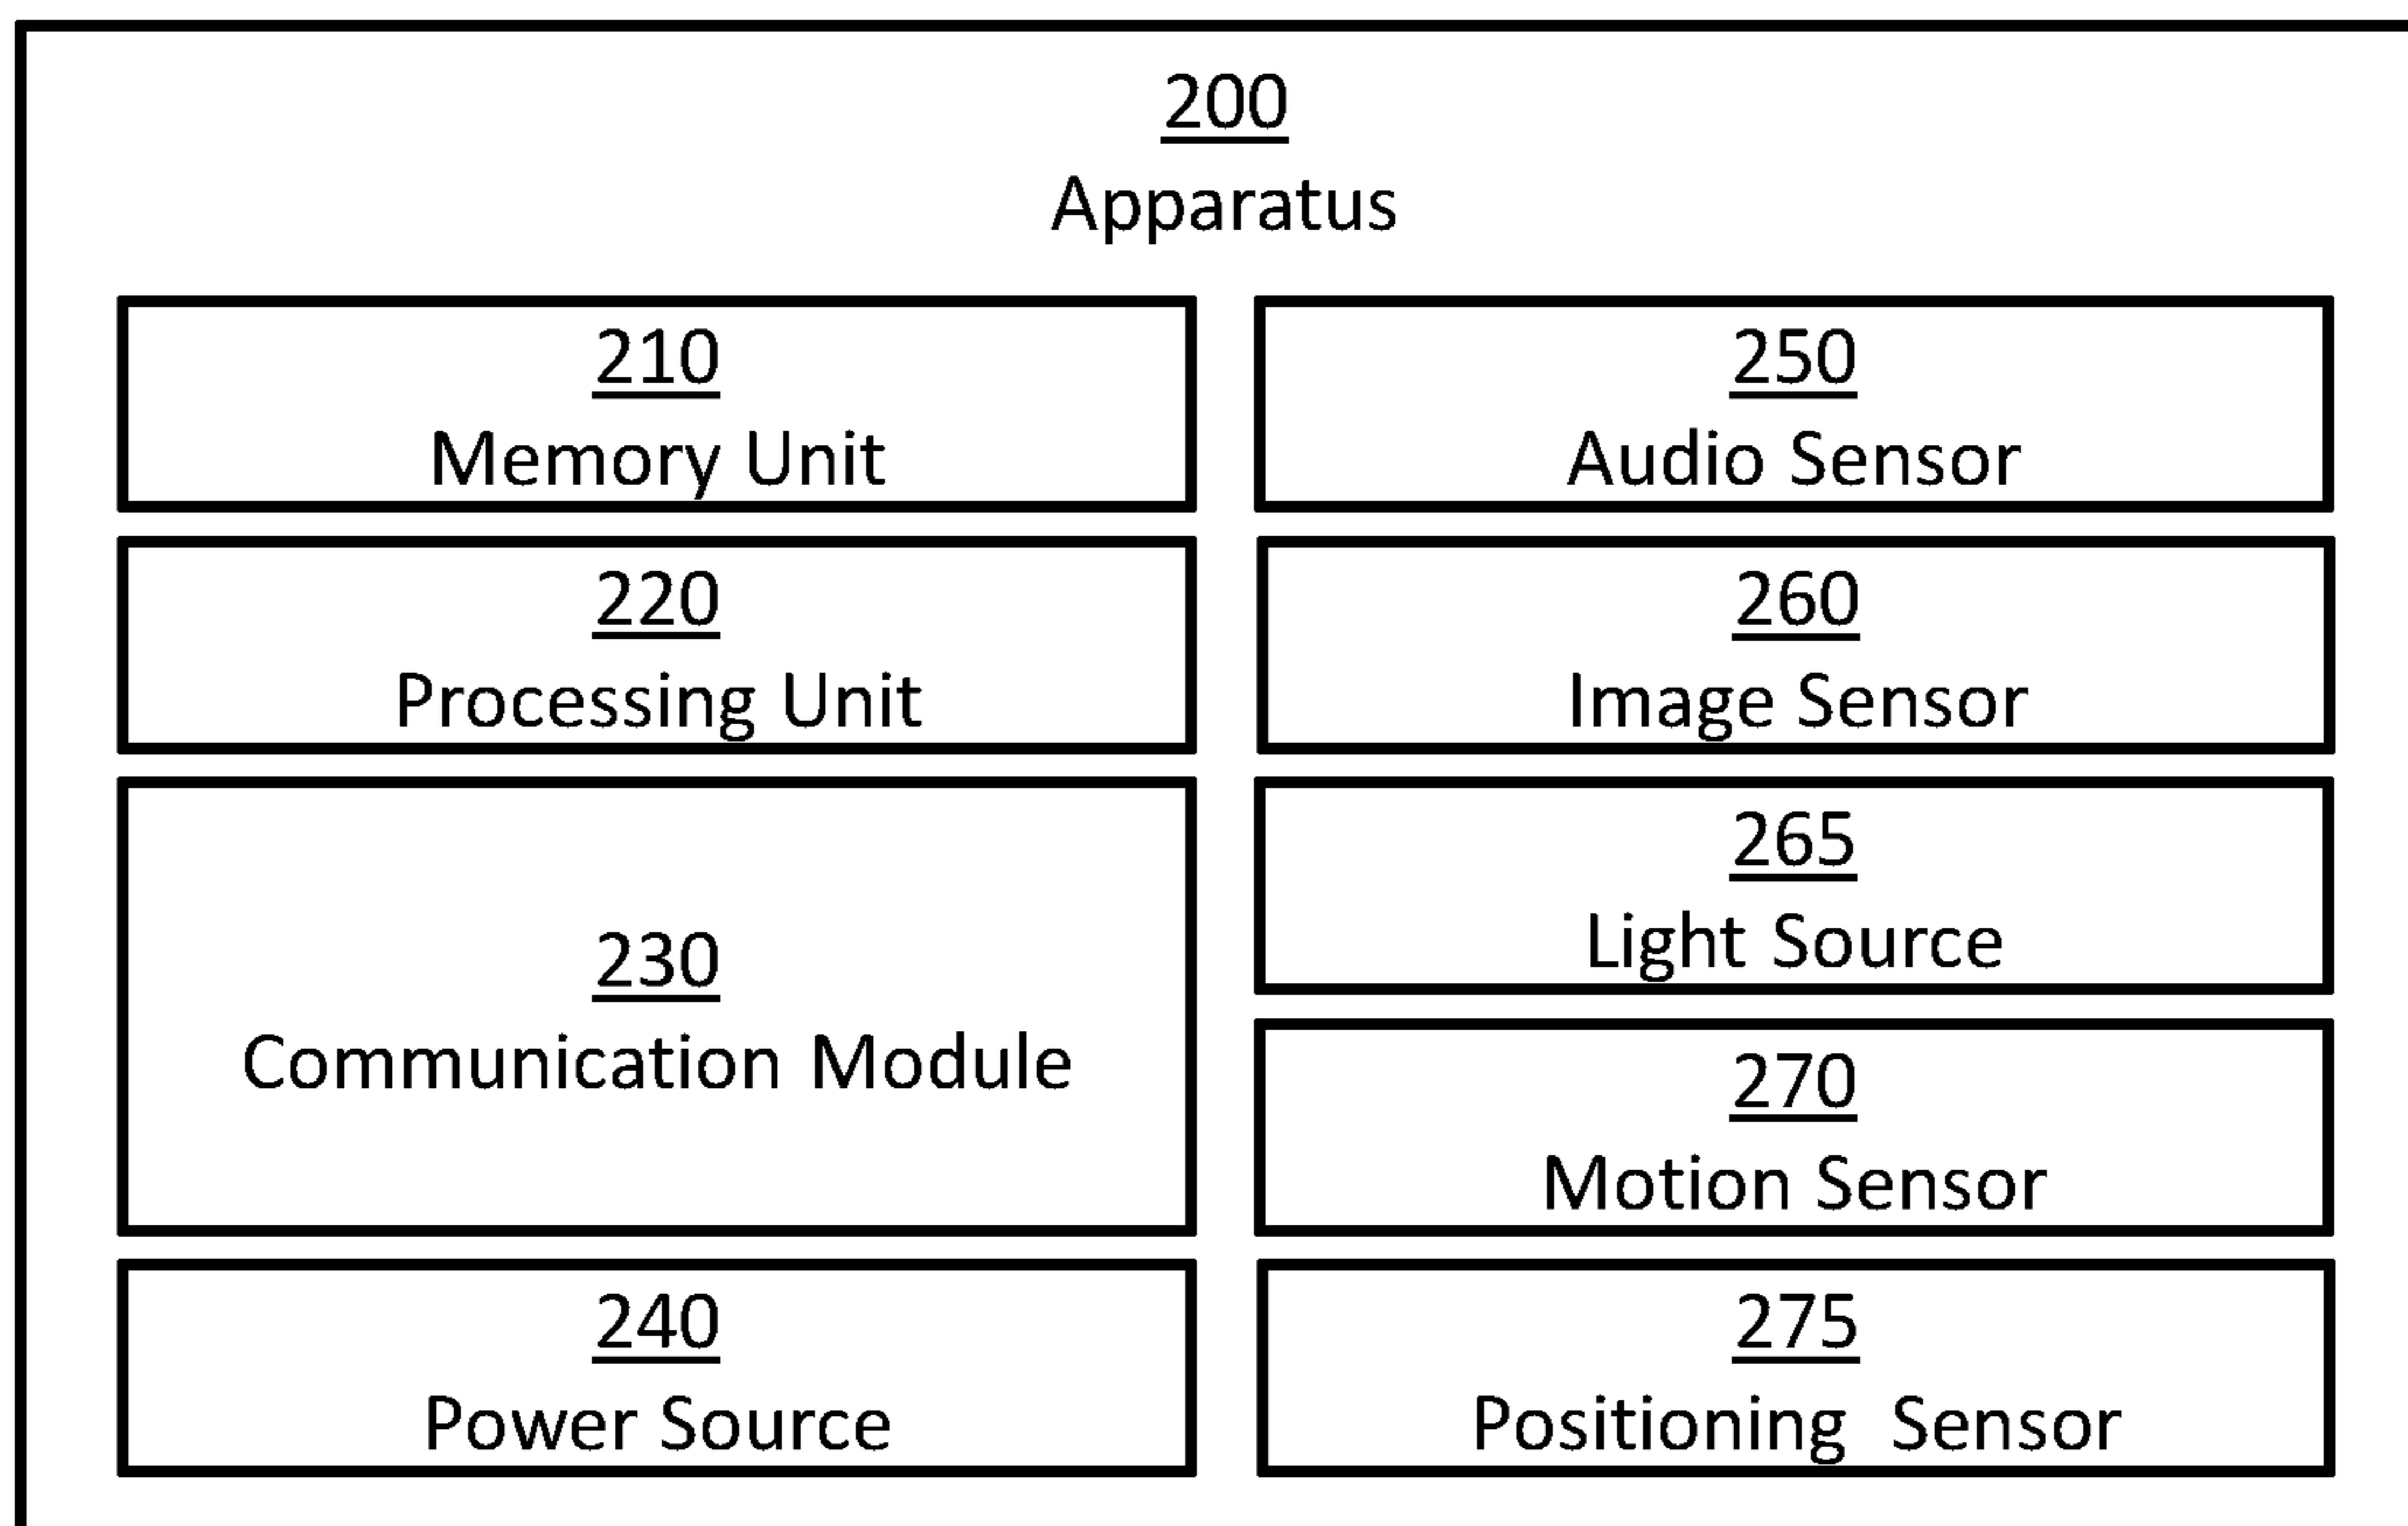 200
Apparatus
210
Memory Unit
220
Processing Unit
230
Communication Module
240
Power Source
250
Audio Sensor
260
Image Sensor
265
Light Source
270
Motion Sensor
275
Positioning Sensor